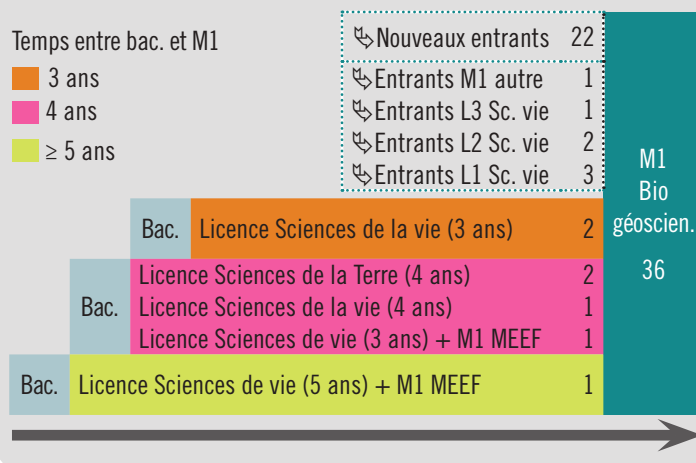 Temps entre bac. et M1
3 ans
4 ans
≥ 5 ans
Nouveaux entrants 22
Entrants M1 autre 1
Entrants L3 Sc. vie 1
Entrants L2 Sc. vie 2
Entrants L1 Sc. vie 3
Bac. Licence Sciences de la vie (3 ans) 2
Bac.
Licence Sciences de la Terre (4 ans) 2
Licence Sciences de la vie (4 ans) 1
Licence Sciences de vie (3 ans) + M1 MEEF 1
Bac. Licence Sciences de vie (5 ans) + M1 MEEF 1
M1
Bio
géoscien.
36